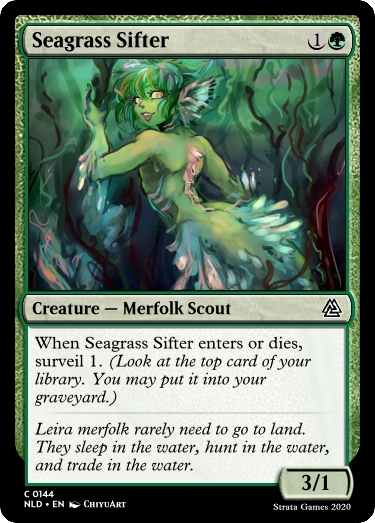 Seagrass Sifter 1
Creature — Merfolk Scout
When Seagrass Sifter enters or dies,
surveil 1. (Look at the top card of your
library. You may put it into your
graveyard.)
Leira merfolk rarely need to go to land.
They sleep in the water, hunt in the water,
and trade in the water.
3/1
C 0144
NLD • EN ChiyuArt
Strata Games 2020